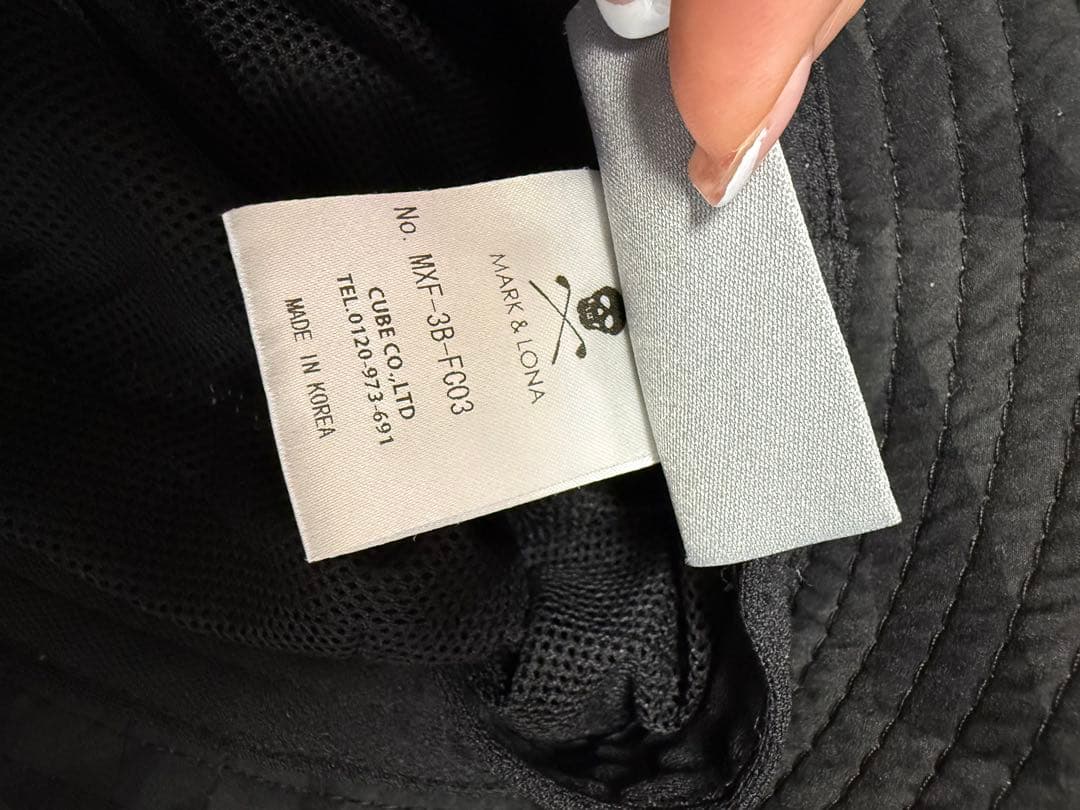 MARK & LONA
No. MXF-3B-FC03
CUBE CO.,LTD
TEL.0120-973-691
MADE IN KOREA